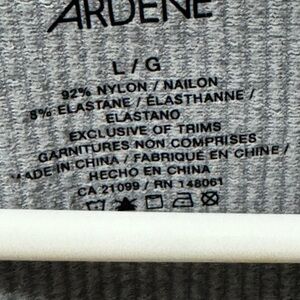 ARDENE
L / G
92% NYLON / NAILON
8% ELASTANE / ÉLASTHANNE /
ELASTANO
EXCLUSIVE OF TRIMS
GARNITURES NON COMPRISES
MADE IN CHINA / FABRIQUÉ EN CHINE /
HECHO EN CHINA
CA 21099 / RN 148061